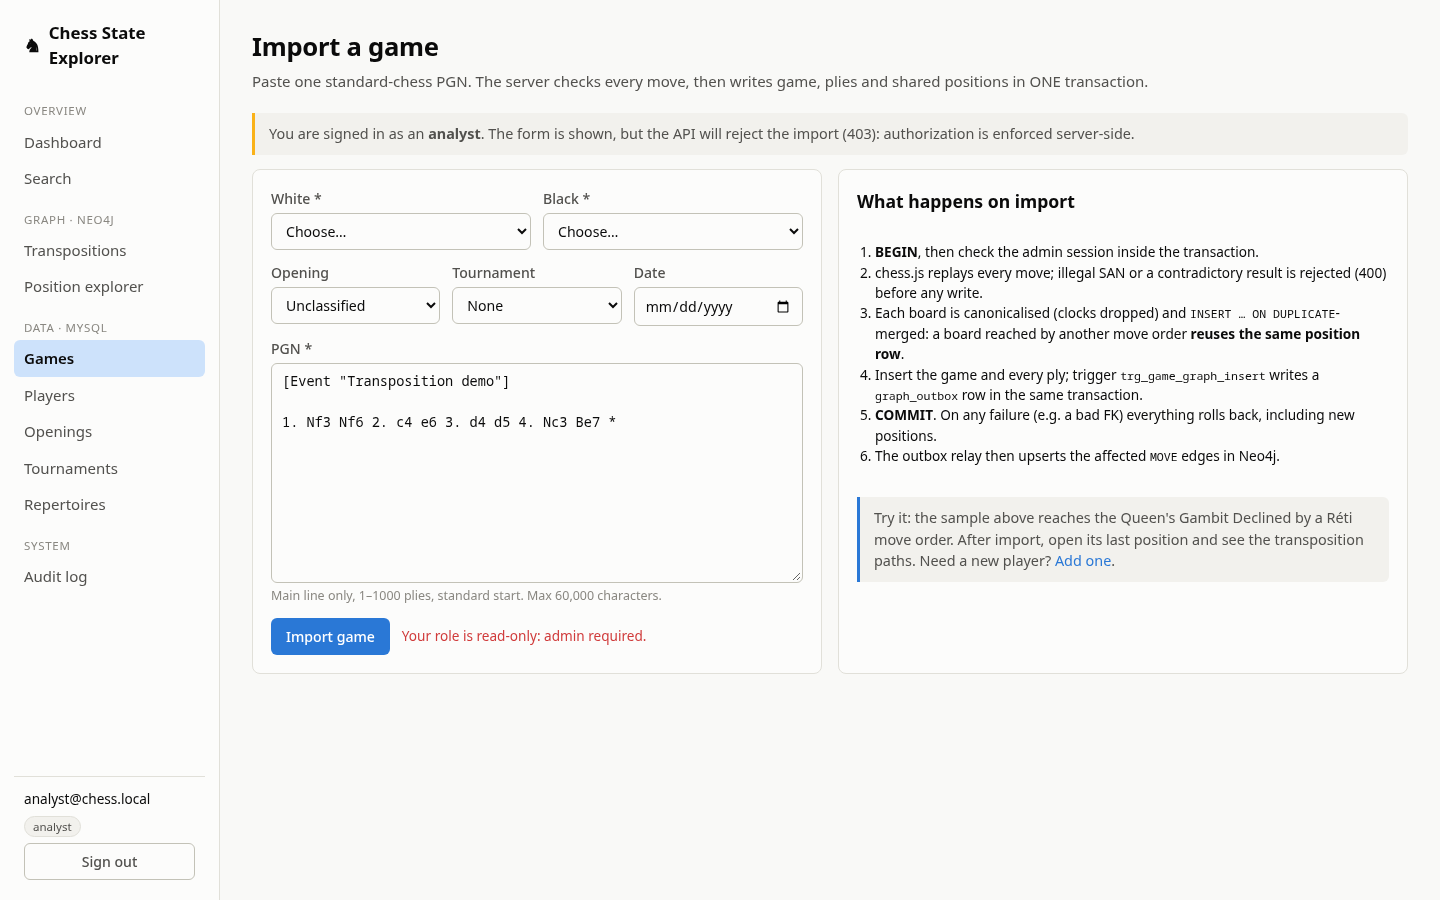 ♞ Chess State
Explorer
OVERVIEW
Dashboard
Search
GRAPH · NEO4J
Transpositions
Position explorer
DATA · MYSQL
Games
Players
Openings
Tournaments
Repertoires
SYSTEM
Audit log
analyst@chess.local
analyst
Sign out
Import a game
Paste one standard-chess PGN. The server checks every move, then writes game, plies and shared positions in ONE transaction.
You are signed in as an analyst. The form is shown, but the API will reject the import (403): authorization is enforced server-side.
White * Black *
Choose... Choose...
Opening Tournament Date
Unclassified None mm/dd/yyyy
PGN *
[Event "Transposition demo"]
1. Nf3 Nf6 2. c4 e6 3. d4 d5 4. Nc3 Be7 *
Main line only, 1–1000 plies, standard start. Max 60,000 characters.
Import game Your role is read-only: admin required.
What happens on import
1. BEGIN, then check the admin session inside the transaction.
2. chess.js replays every move; illegal SAN or a contradictory result is rejected (400)
before any write.
3. Each board is canonicalised (clocks dropped) and INSERT … ON DUPLICATE-
merged: a board reached by another move order reuses the same position
row.
4. Insert the game and every ply; trigger trg_game_graph_insert writes a
graph_outbox row in the same transaction.
5. COMMIT. On any failure (e.g. a bad FK) everything rolls back, including new
positions.
6. The outbox relay then upserts the affected MOVE edges in Neo4j.
Try it: the sample above reaches the Queen's Gambit Declined by a Réti
move order. After import, open its last position and see the transposition
paths. Need a new player? Add one.